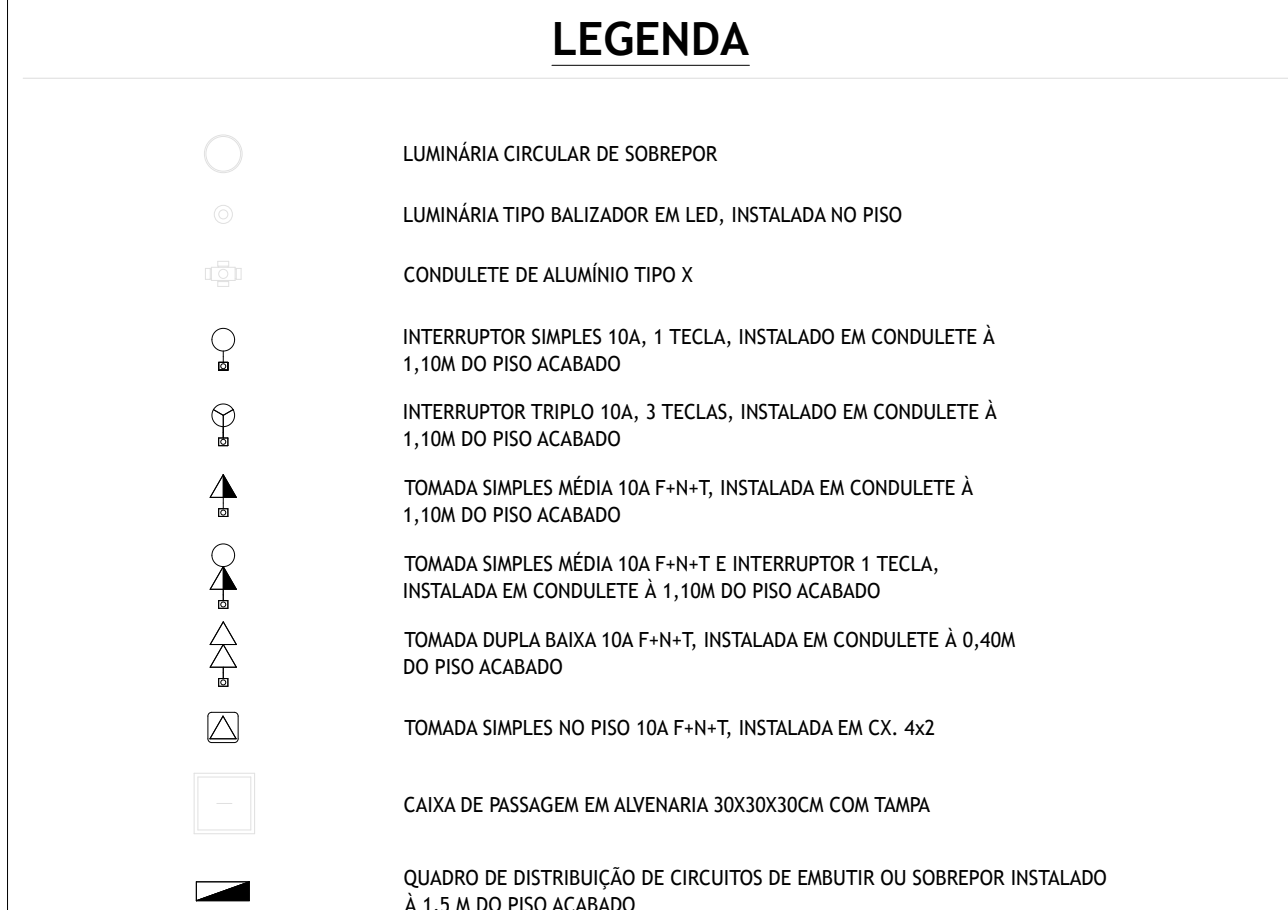 LEGENDA
LUMINÁRIA CIRCULAR DE SOBREPOR
LUMINÁRIA TIPO BALIZADOR EM LED, INSTALADA NO PISO
CONDULETE DE ALUMÍNIO TIPO X
INTERRUPTOR SIMPLES 10A, 1 TECLA, INSTALADO EM CONDULETE À
1,10M DO PISO ACABADO
INTERRUPTOR TRIPLO 10A, 3 TECLAS, INSTALADO EM CONDULETE À
1,10M DO PISO ACABADO
TOMADA SIMPLES MÉDIA 10A F+N+T, INSTALADA EM CONDULETE À
1,10M DO PISO ACABADO
TOMADA SIMPLES MÉDIA 10A F+N+T E INTERRUPTOR 1 TECLA,
INSTALADA EM CONDULETE À 1,10M DO PISO ACABADO
TOMADA DUPLA BAIXA 10A F+N+T, INSTALADA EM CONDULETE À 0,40M
DO PISO ACABADO
TOMADA SIMPLES NO PISO 10A F+N+T, INSTALADA EM CX. 4x2
CAIXA DE PASSAGEM EM ALVENARIA 30X30X30CM COM TAMPA
QUADRO DE DISTRIBUIÇÃO DE CIRCUITOS DE EMBUTIR OU SOBREPOR INSTALADO
À 1,5 M DO PISO ACABADO